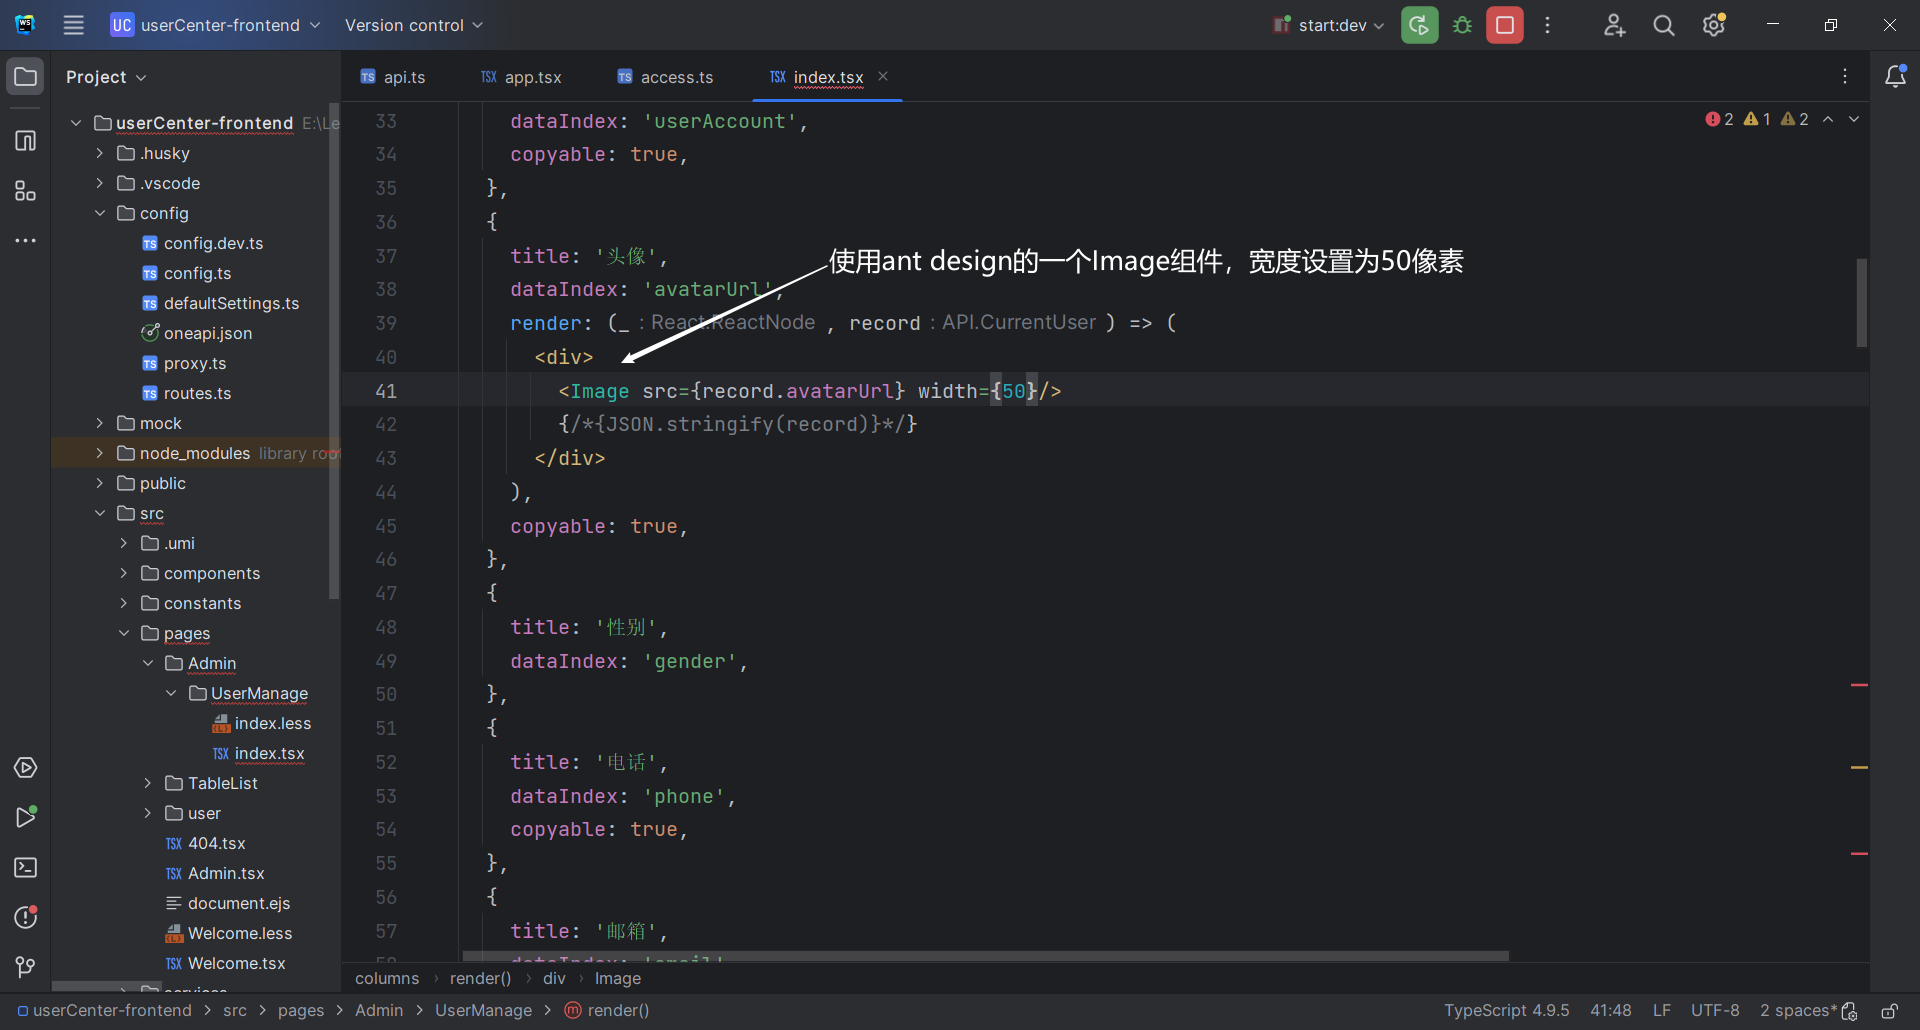 UC userCenter-frontend Version control start:dev
Project
api.ts app.tsx access.ts index.tsx
userCenter-frontend E:\Le
.husky
.vscode
config
config.dev.ts
config.ts
defaultSettings.ts
oneapi.json
proxy.ts
routes.ts
mock
node_modules library roo
public
src
.umi
components
constants
pages
Admin
UserManage
index.less
index.tsx
TableList
user
404.tsx
Admin.tsx
document.ejs
Welcome.less
Welcome.tsx
services
2 1 2
33 dataIndex: 'userAccount',
34 copyable: true,
35 },
36 {
37 title: '头像',
使用ant design的一个Image组件，宽度设置为50像素
38 dataIndex: 'avatarUrl',
39 render: (_ : React.ReactNode , record : API.CurrentUser ) => (
40 <div>
41 <Image src={record.avatarUrl} width={50}/>
42 {/*{JSON.stringify(record)}*/}
43 </div>
44 ),
45 copyable: true,
46 },
47 {
48 title: '性别',
49 dataIndex: 'gender',
50 },
51 {
52 title: '电话',
53 dataIndex: 'phone',
54 copyable: true,
55 },
56 {
57 title: '邮箱',
58 dataIndex: 'email'
columns › render() › div › Image
userCenter-frontend > src > pages > Admin > UserManage > render()
TypeScript 4.9.5 41:48 LF UTF-8 2 spaces*